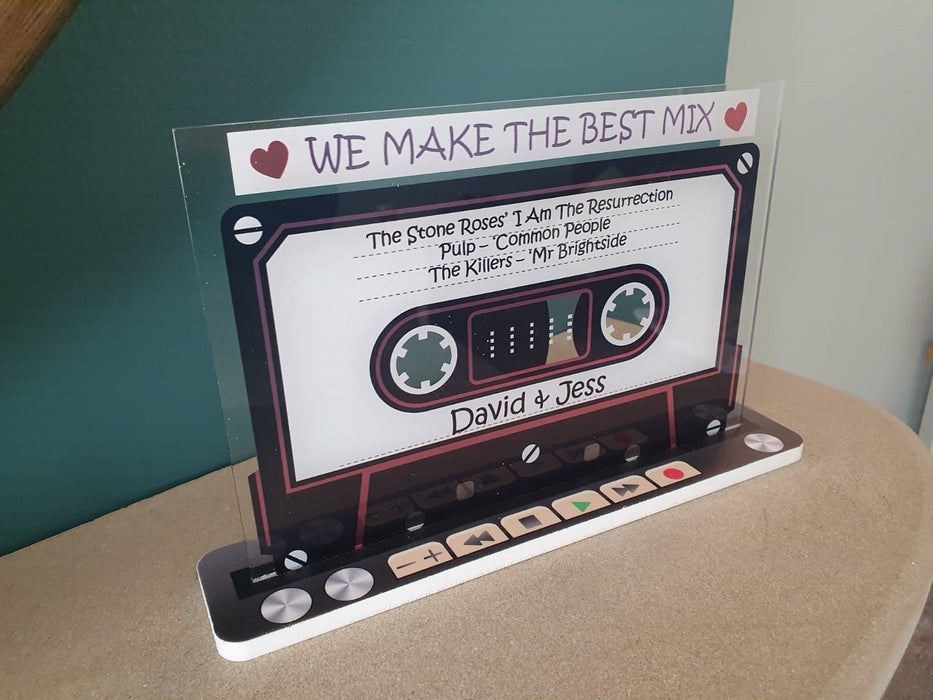 WE MAKE THE BEST MIX
The Stone Roses' I Am The Resurrection
Pulp – 'Common People
The Killers – 'Mr Brightside
David & Jess